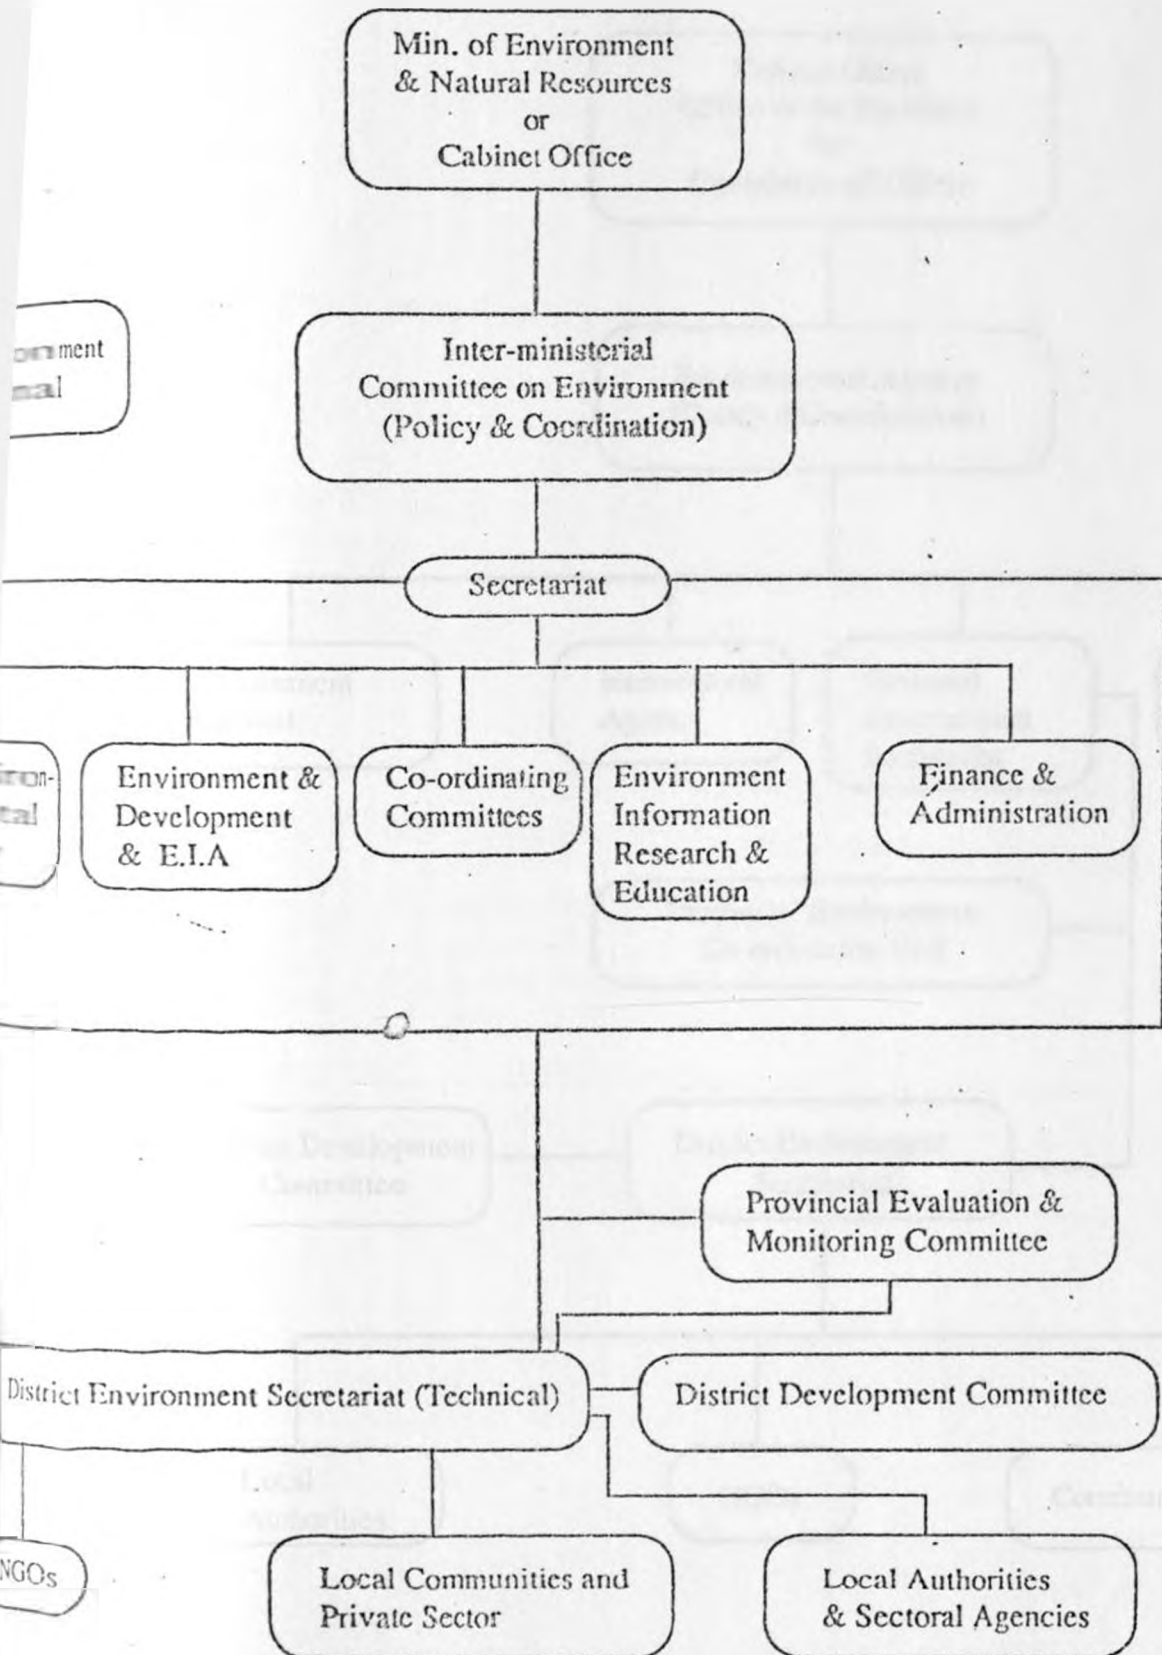 Min. of Environment
& Natural Resources
or
Cabinet Office
ment
Inter-ministerial
Committee on Environment
(Policy & Coordination)
Secretariat
Environment &
Development
& E.I.A
Co-ordinating
Committees
Environment
Information
Research &
Education
Finance &
Administration
Provincial Evaluation &
Monitoring Committee
District Environment Secretariat (Technical)
District Development Committee
NGOs
Local Communities and
Private Sector
Local Authorities
& Sectoral Agencies